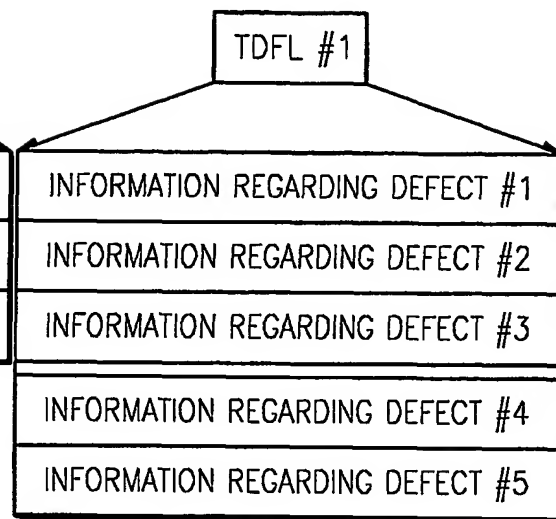 TDFL #1
INFORMATION REGARDING DEFECT #1
INFORMATION REGARDING DEFECT #2
INFORMATION REGARDING DEFECT #3
INFORMATION REGARDING DEFECT #4
INFORMATION REGARDING DEFECT #5